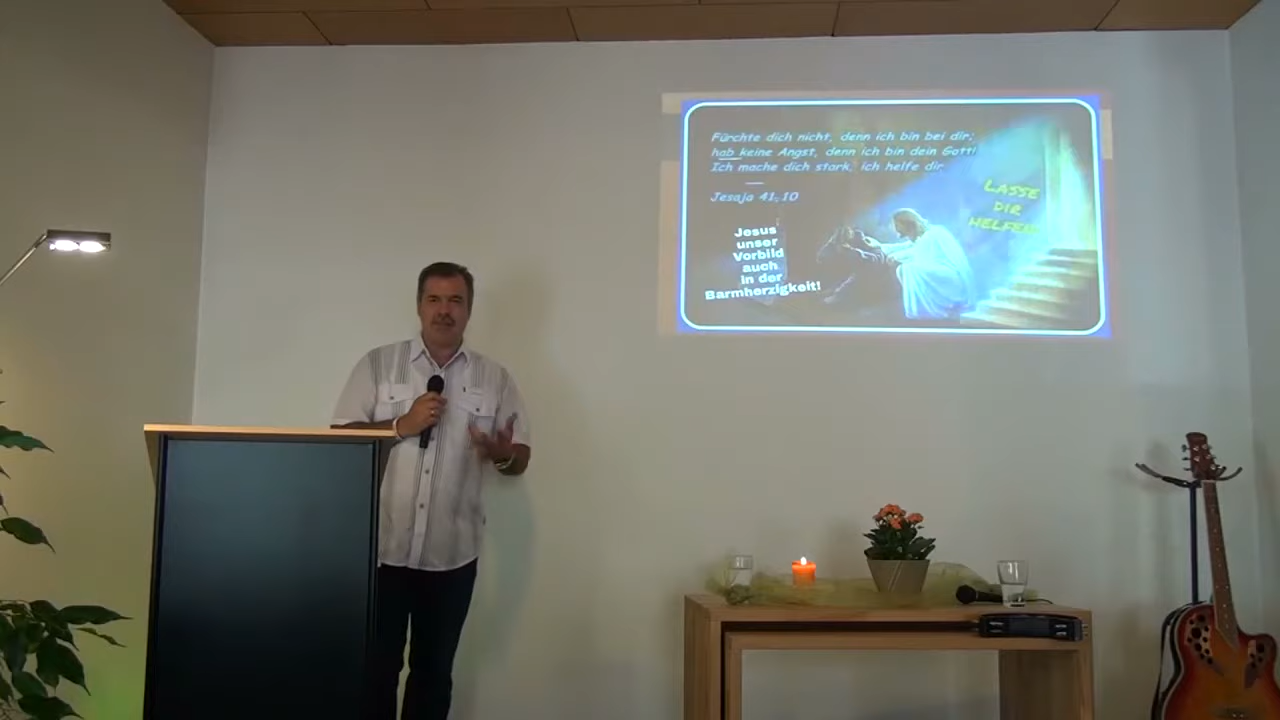 Fürchte dich nicht, denn ich bin bei dir;
hab keine Angst, denn ich bin dein Gott!
Ich mache dich stark, ich helfe dir
Jesaja 41,10
LASSE
DIR
HELFEN
Jesus
unser
Vorbild
auch
in der
Barmherzigkeit!